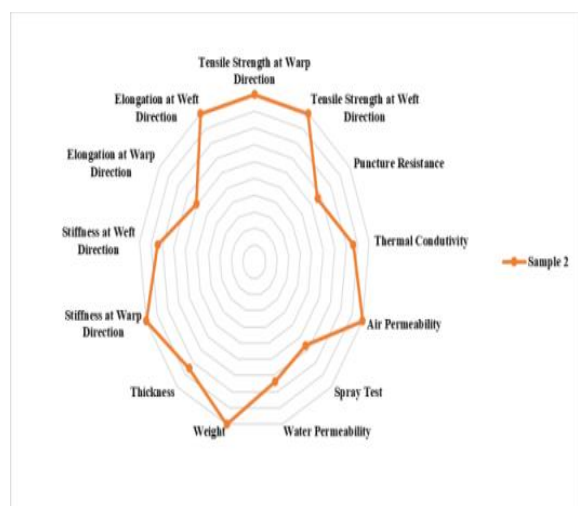 Tensile Strength at Warp
Direction
Tensile Strength at Weft
Direction
Puncture Resistance
Thermal Condutivity
Air Permeability
Spray Test
Water Permeability
Weight
Thickness
Stiffness at Warp
Direction
Stiffness at Weft
Direction
Elongation at Warp
Direction
Elongation at Weft
Direction
Sample 2